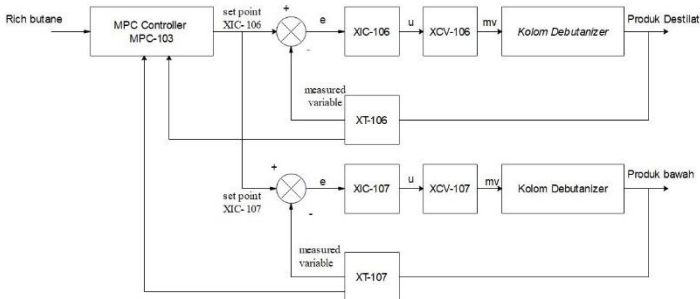 Rich butane
MPC Controller
MPC-103
set point
XIC-106
+
-
e
XIC-106
u
XCV-106
mv
Kolom Debutanizer
Produk Destilat
measured
variable
XT-106
+
-
set point
XIC-107
e
XIC-107
u
XCV-107
mv
Kolom Debutanizer
Produk bawah
measured
variable
XT-107